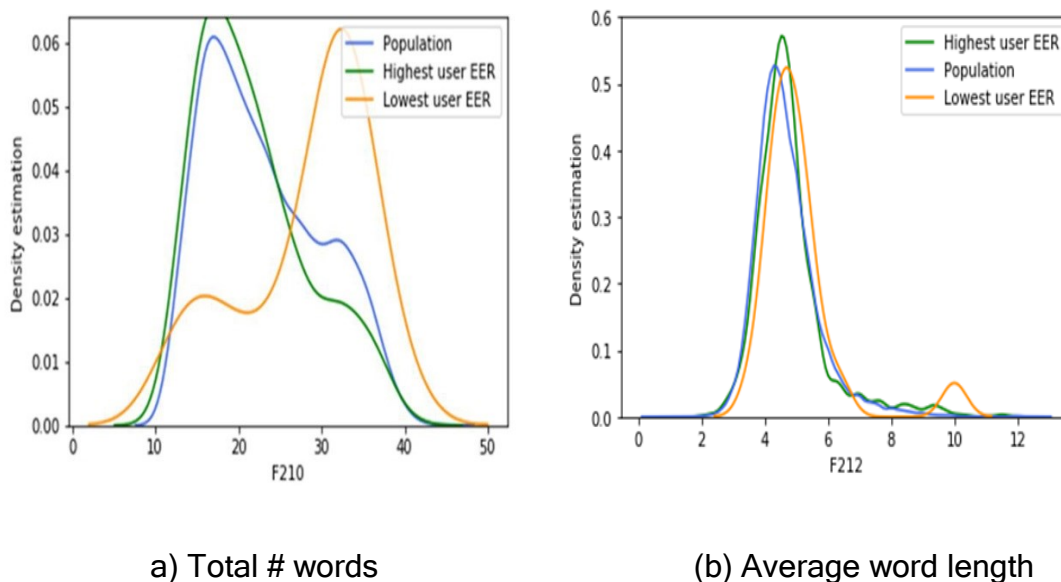 0.06
0.05
0.04
0.03
0.02
0.01
0.00
Density estimation
0 10 20 30 40 50
F210
Population
Highest user EER
Lowest user EER
a) Total # words
0.6
0.5
0.4
0.3
0.2
0.1
0.0
Density estimation
0 2 4 6 8 10 12
F212
Highest user EER
Population
Lowest user EER
(b) Average word length